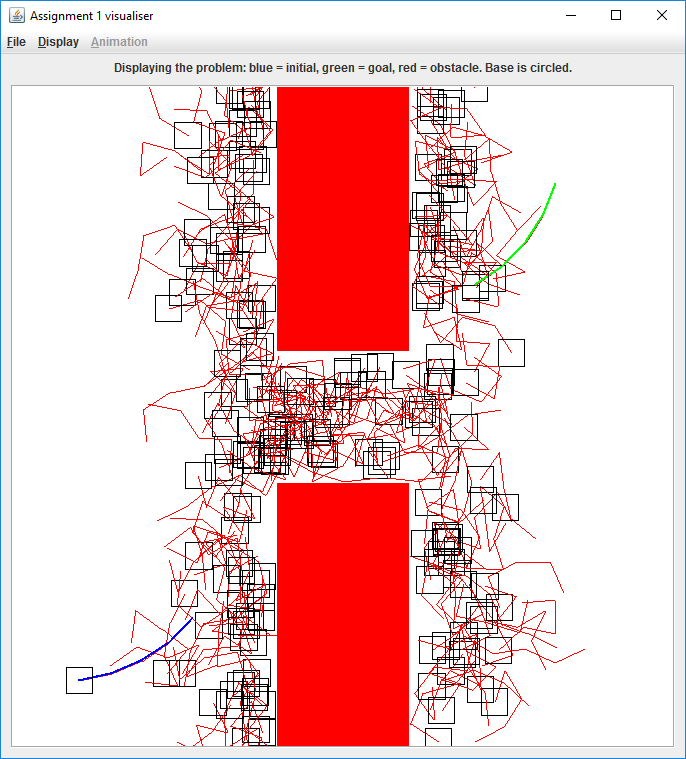 Assignment 1 visualiser
File Display Animation
Displaying the problem: blue = initial, green = goal, red = obstacle. Base is circled.